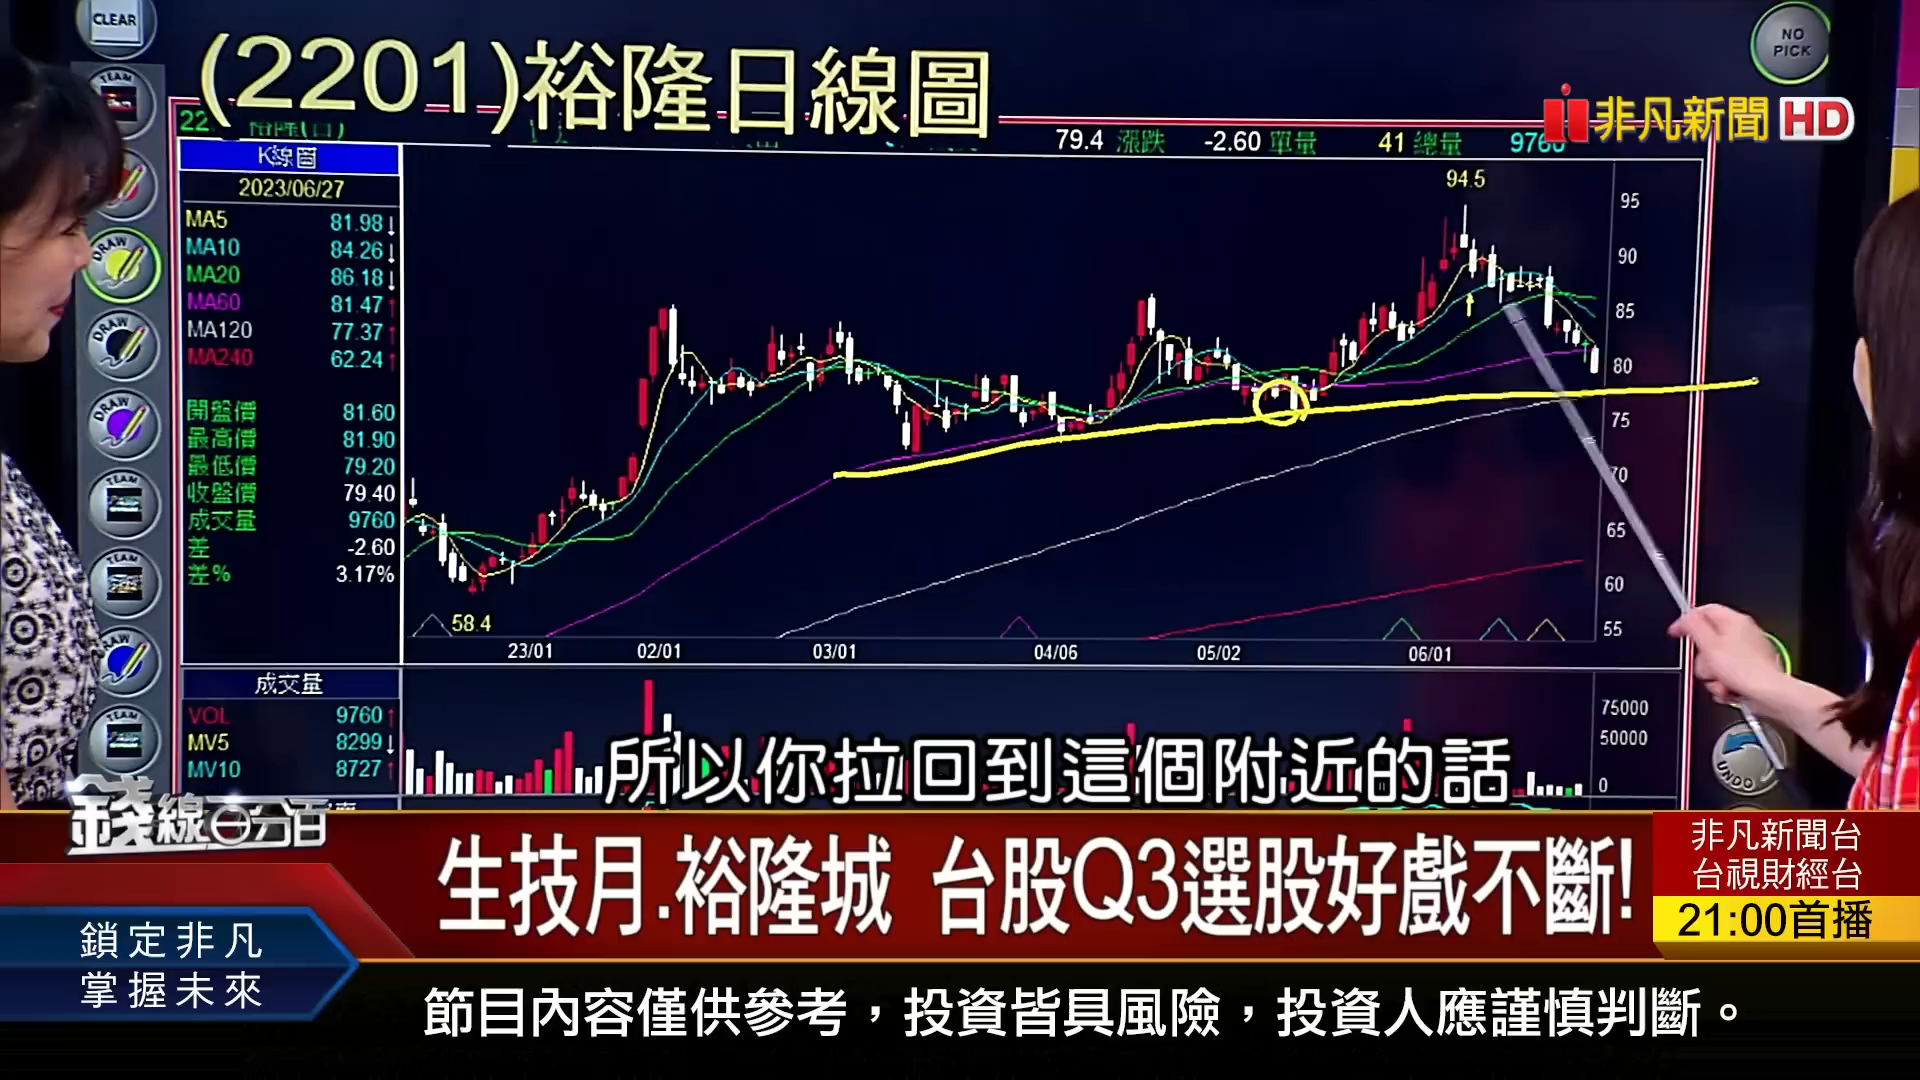 CLEAR
(2201)裕隆日線圖
NO
PICK
非凡新聞 HD
79.4 漲跌 -2.60 單量 41 總量 9760
K線圖
2023/06/27
MA5 81.98↓
MA10 84.26↓
MA20 86.18↓
MA60 81.47↑
MA120 77.37↑
MA240 62.24↑
開盤價 81.60
最高價 81.90
最低價 79.20
收盤價 79.40
成交量 9760
差 -2.60
差% 3.17%
94.5
58.4
95
90
85
80
75
70
65
60
55
23/01 02/01 03/01 04/06 05/02 06/01
成交量
VOL 9760↑
MV5 8299↓
MV10 8727↑
75000
50000
0
TEAM
DRAW
DRAW
DRAW
TEAM
TEAM
RAW
TEAM
UNDO
所以你拉回到這個附近的話
錢線百分百
生技月.裕隆城 台股Q3選股好戲不斷!
非凡新聞台
台視財經台
21:00首播
鎖定非凡
掌握未來
節目內容僅供參考，投資皆具風險，投資人應謹慎判斷。